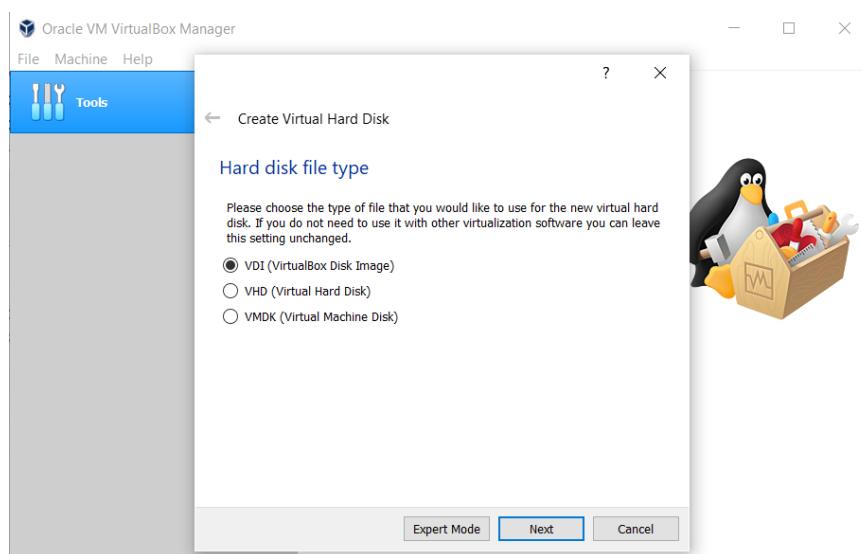 Oracle VM VirtualBox Manager
File Machine Help
Tools
?
Create Virtual Hard Disk
Hard disk file type
Please choose the type of file that you would like to use for the new virtual hard
disk. If you do not need to use it with other virtualization software you can leave
this setting unchanged.
VDI (VirtualBox Disk Image)
VHD (Virtual Hard Disk)
VMDK (Virtual Machine Disk)
Expert Mode Next Cancel